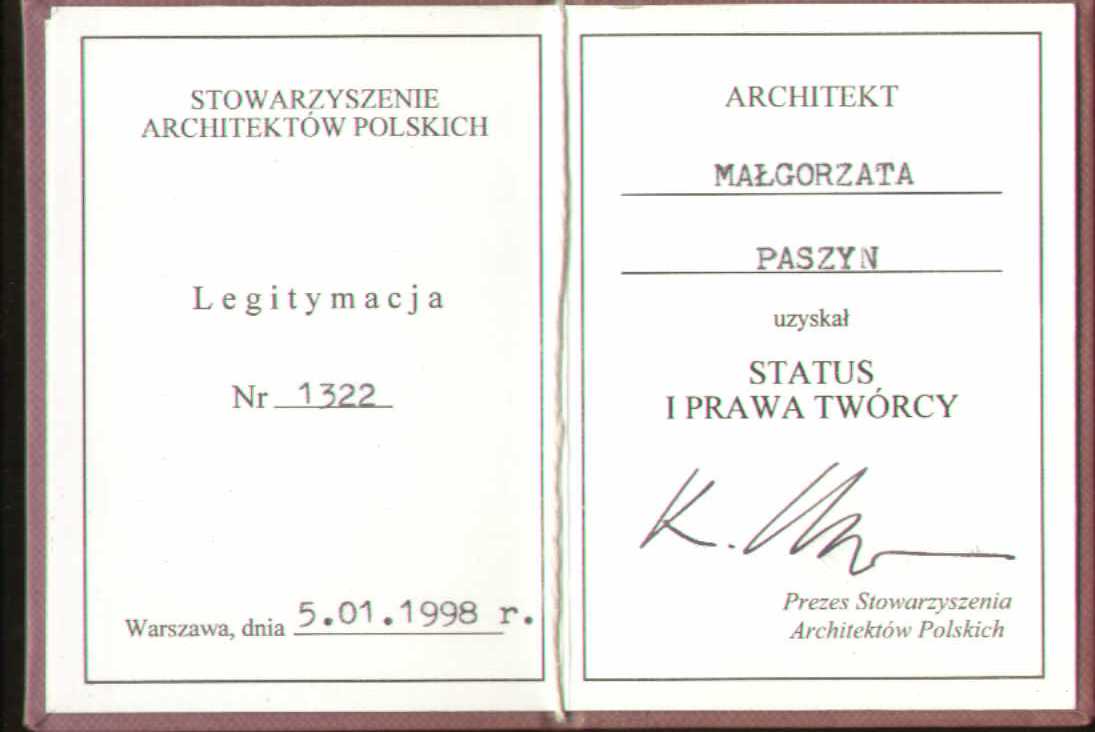 STOWARZYSZENIE
ARCHITEKTÓW POLSKICH
Legitymacja
Nr 1322
Warszawa, dnia 5.01.1998 r.
ARCHITEKT
MAŁGORZATA
PASZYN
uzyskał
STATUS
I PRAWA TWÓRCY
K.
Prezes Stowarzyszenia
Architektów Polskich